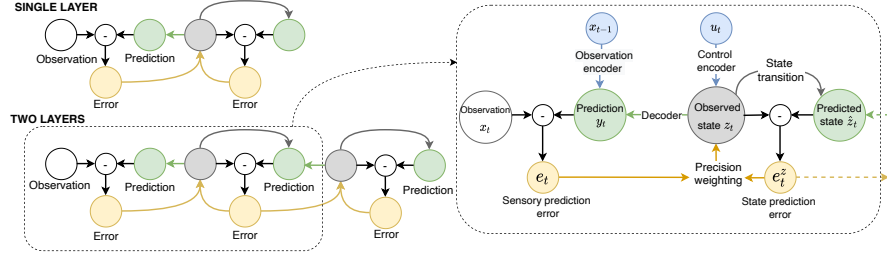 SINGLE LAYER
-
-
Observation
Prediction
Error
Error
TWO LAYERS
-
-
-
Observation
Prediction
Prediction
Prediction
Error
Error
Error
x_{t-1}
u_t
Observation
encoder
Control
encoder
State
transition
Observation
x_t
-
Prediction
y_t
Decoder
Observed
state z_t
-
Predicted
state ẑ_t
Precision
weighting
e_t
e_t^z
Sensory prediction
error
State prediction
error